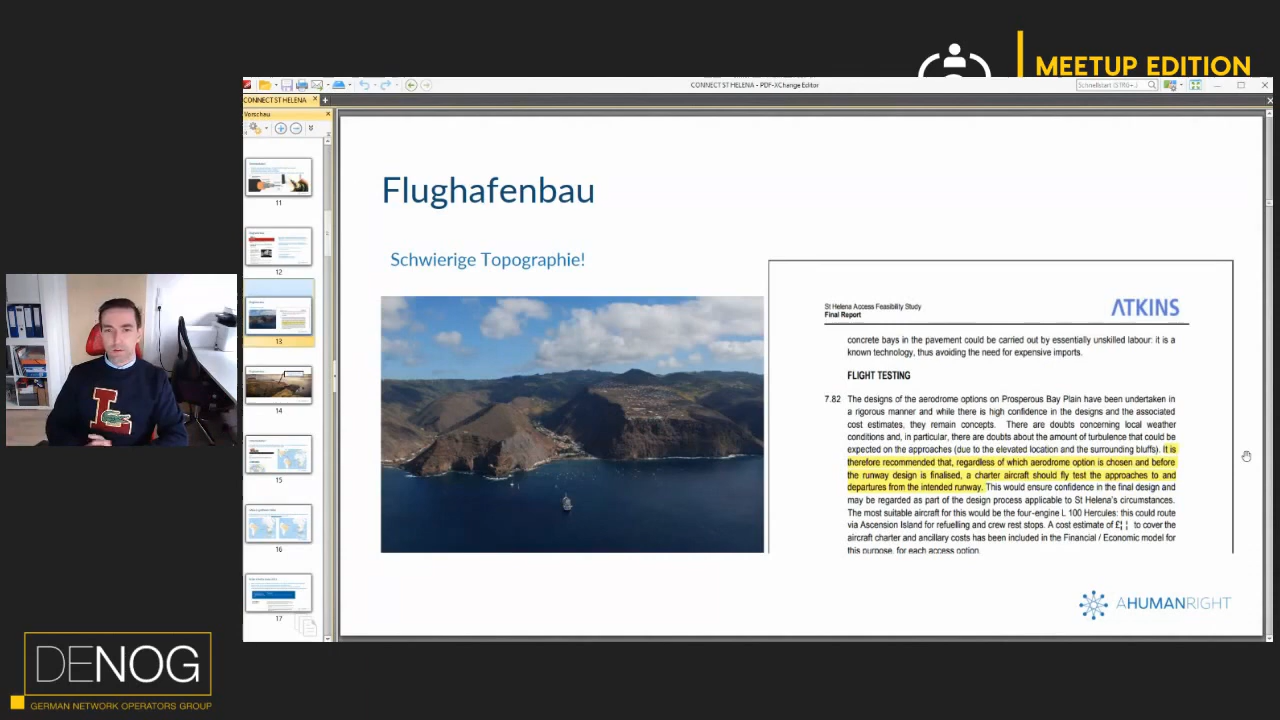 MEETUP EDITION
CONNECT ST HELENA - PDF-XChange Editor
Schnellstart (STRG+.)
CONNECT ST HELENA
Vorschau
11
12
13
14
15
16
17
Flughafenbau
Schwierige Topographie!
St Helena Access Feasibility Study
Final Report
ATKINS
concrete bays in the pavement could be carried out by essentially unskilled labour: it is a
known technology, thus avoiding the need for expensive imports.
FLIGHT TESTING
7.82 The designs of the aerodrome options on Prosperous Bay Plain have been undertaken in
a rigorous manner and while there is high confidence in the designs and the associated
cost estimates, they remain concepts. There are doubts concerning local weather
conditions and, in particular, there are doubts about the amount of turbulence that could be
expected on the approaches (due to the elevated location and the surrounding bluffs). It is
therefore recommended that, regardless of which aerodrome option is chosen and before
the runway design is finalised, a charter aircraft should fly test the approaches to and
departures from the intended runway. This would ensure confidence in the final design and
may be regarded as part of the design process applicable to St Helena's circumstances.
The most suitable aircraft for this would be the four-engine L 100 Hercules: this could route
via Ascension Island for refuelling and crew rest stops. A cost estimate of £¦ ¦ to cover the
aircraft charter and ancillary costs has been included in the Financial / Economic model for
this purpose, for each access option.
AHUMANRIGHT
L
DENOG
GERMAN NETWORK OPERATORS GROUP